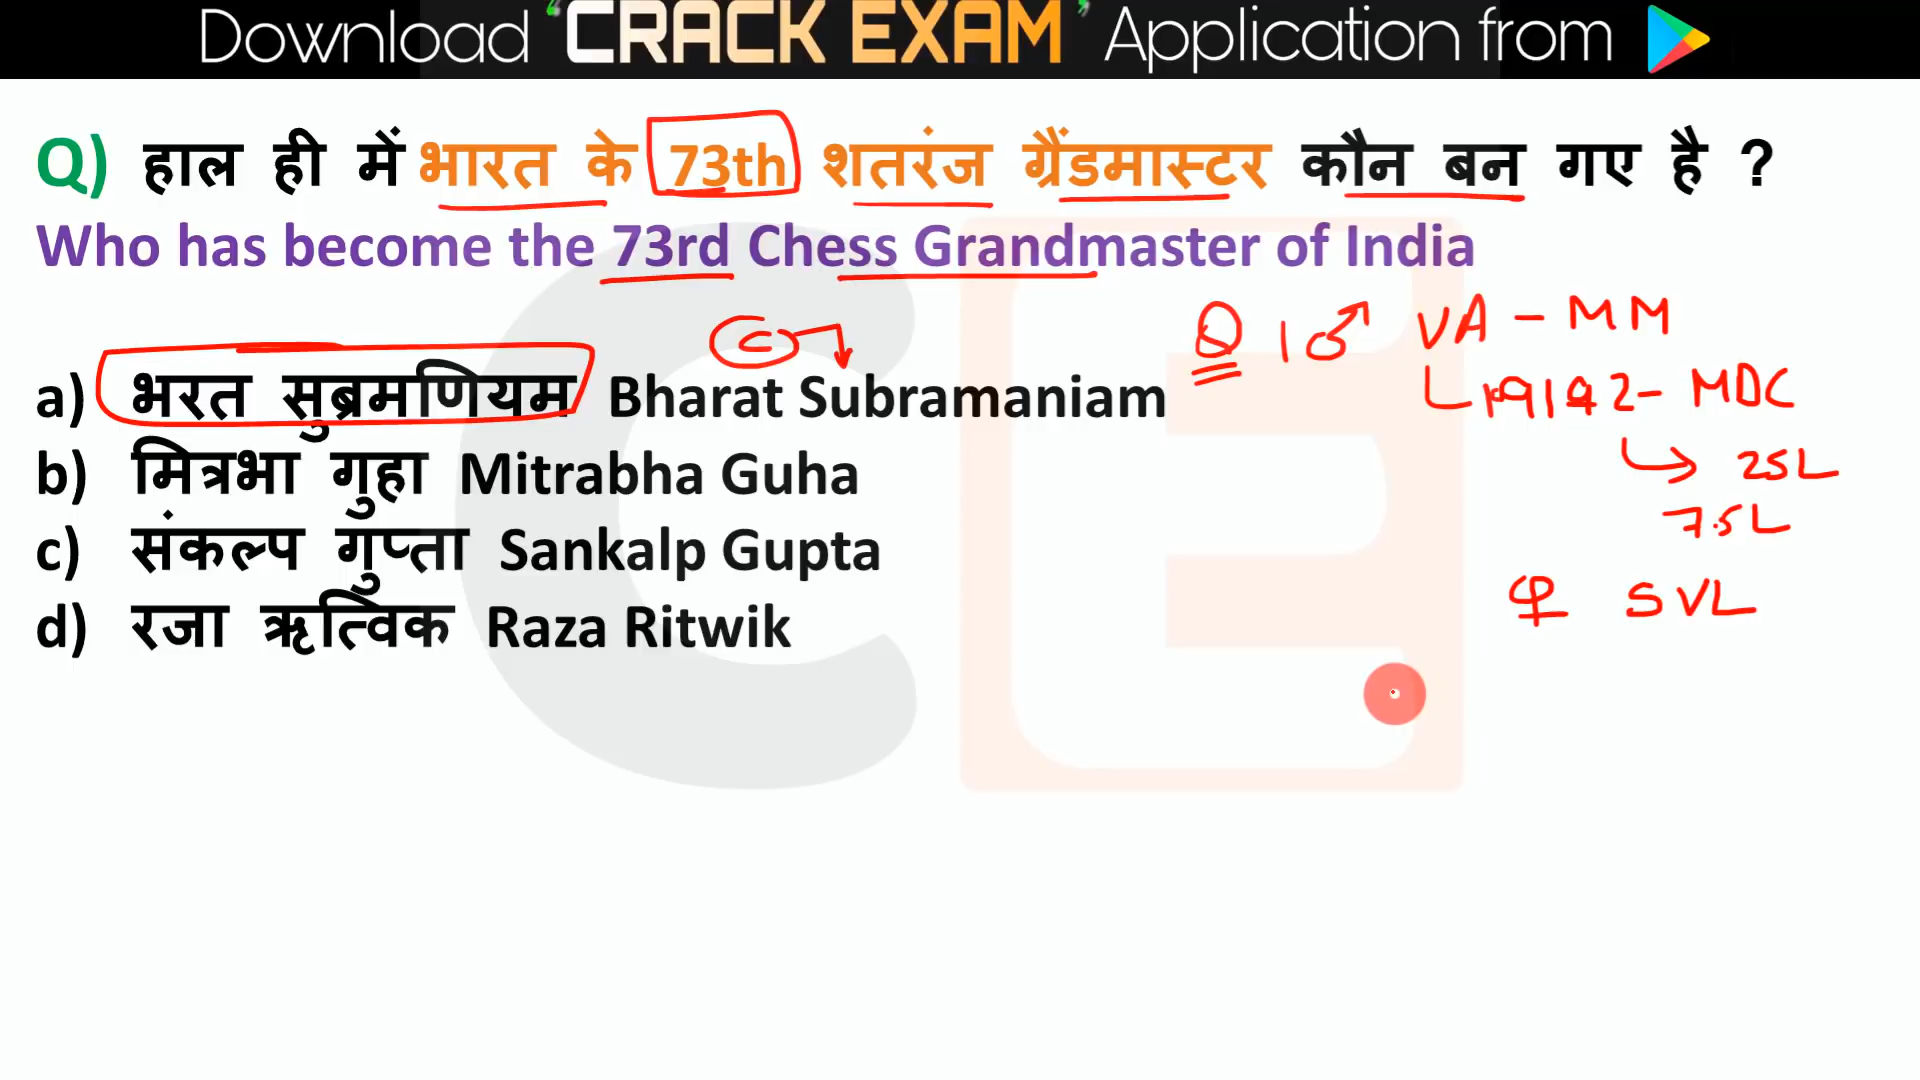 Download “CRACK EXAM” Application from
Q) हाल ही में भारत के 73th शतरंज ग्रैंडमास्टर कौन बन गए है ?
Who has become the 73rd Chess Grandmaster of India
C
Q 1 ♂ VA - MM
a) भरत सुब्रमणियम Bharat Subramaniam
MDC
b) मित्रभा गुहा Mitrabha Guha
25L
7.5L
c) संकल्प गुप्ता Sankalp Gupta
SVL
d) रजा ऋत्विक Raza Ritwik